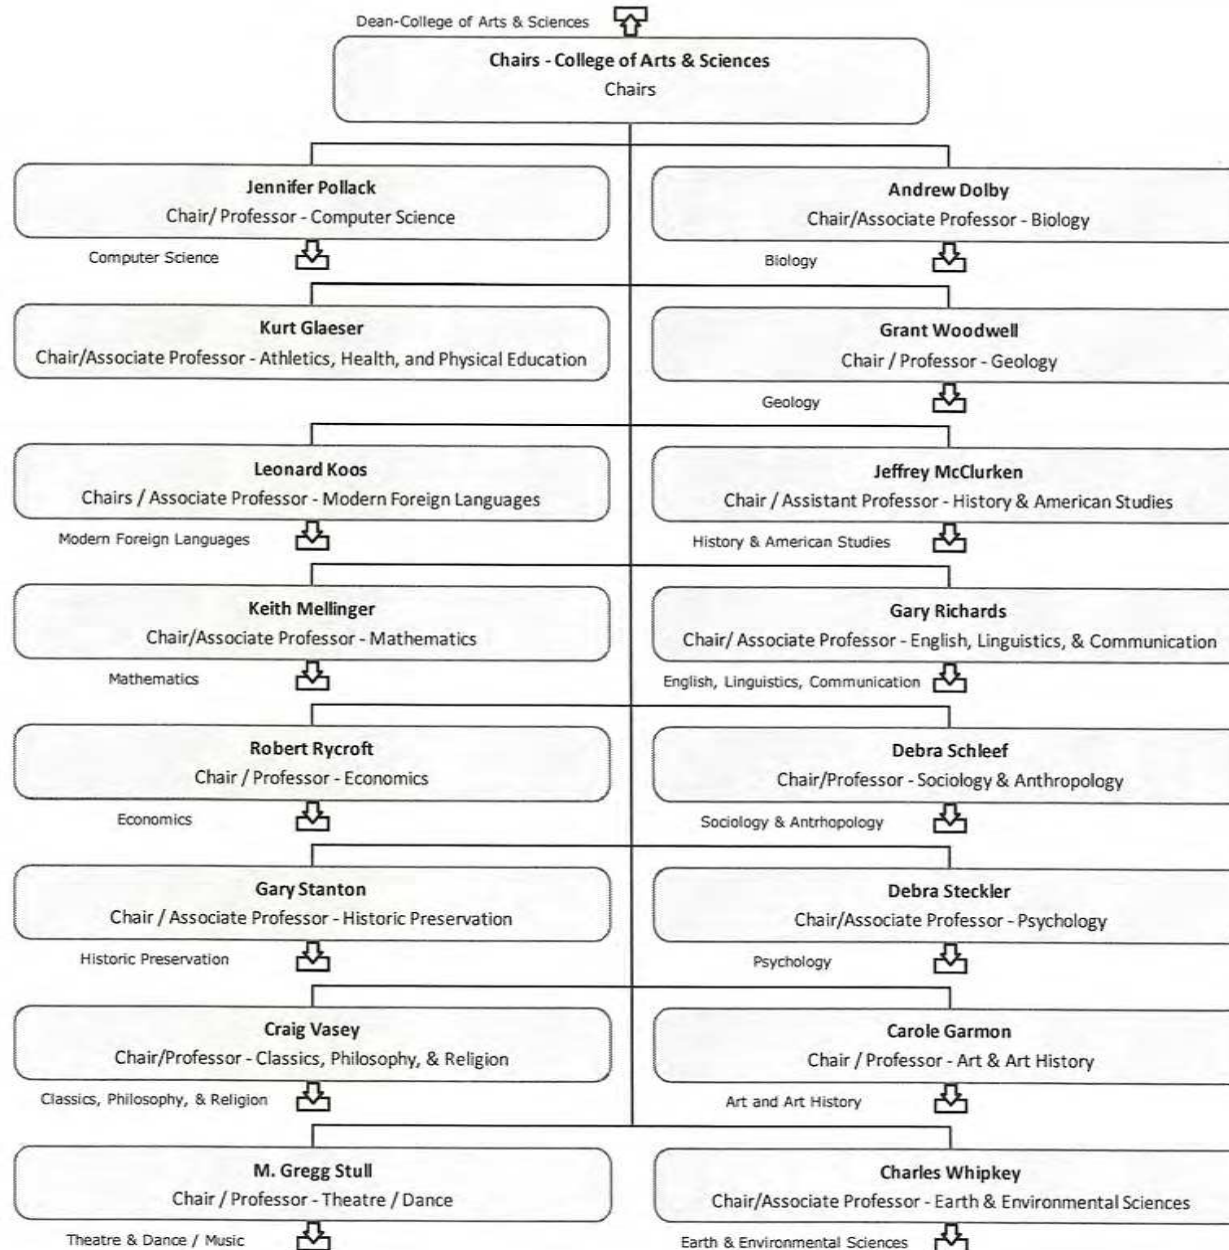 Dean-College of Arts & Sciences
Chairs - College of Arts & Sciences
Chairs
Jennifer Pollack
Chair/ Professor - Computer Science
Computer Science
Andrew Dolby
Chair/Associate Professor - Biology
Biology
Kurt Glaeser
Chair/Associate Professor - Athletics, Health, and Physical Education
Grant Woodwell
Chair / Professor - Geology
Geology
Leonard Koos
Chairs / Associate Professor - Modern Foreign Languages
Modern Foreign Languages
Jeffrey McClurken
Chair / Assistant Professor - History & American Studies
History & American Studies
Keith Mellinger
Chair/Associate Professor - Mathematics
Mathematics
Gary Richards
Chair/ Associate Professor - English, Linguistics, & Communication
English, Linguistics, Communication
Robert Rycroft
Chair / Professor - Economics
Economics
Debra Schleef
Chair/Professor - Sociology & Anthropology
Sociology & Antrhopology
Gary Stanton
Chair / Associate Professor - Historic Preservation
Historic Preservation
Debra Steckler
Chair/Associate Professor - Psychology
Psychology
Craig Vasey
Chair/Professor - Classics, Philosophy, & Religion
Classics, Philosophy, & Religion
Carole Garmon
Chair / Professor - Art & Art History
Art and Art History
M. Gregg Stull
Chair / Professor - Theatre / Dance
Theatre & Dance / Music
Charles Whipkey
Chair/Associate Professor - Earth & Environmental Sciences
Earth & Environmental Sciences